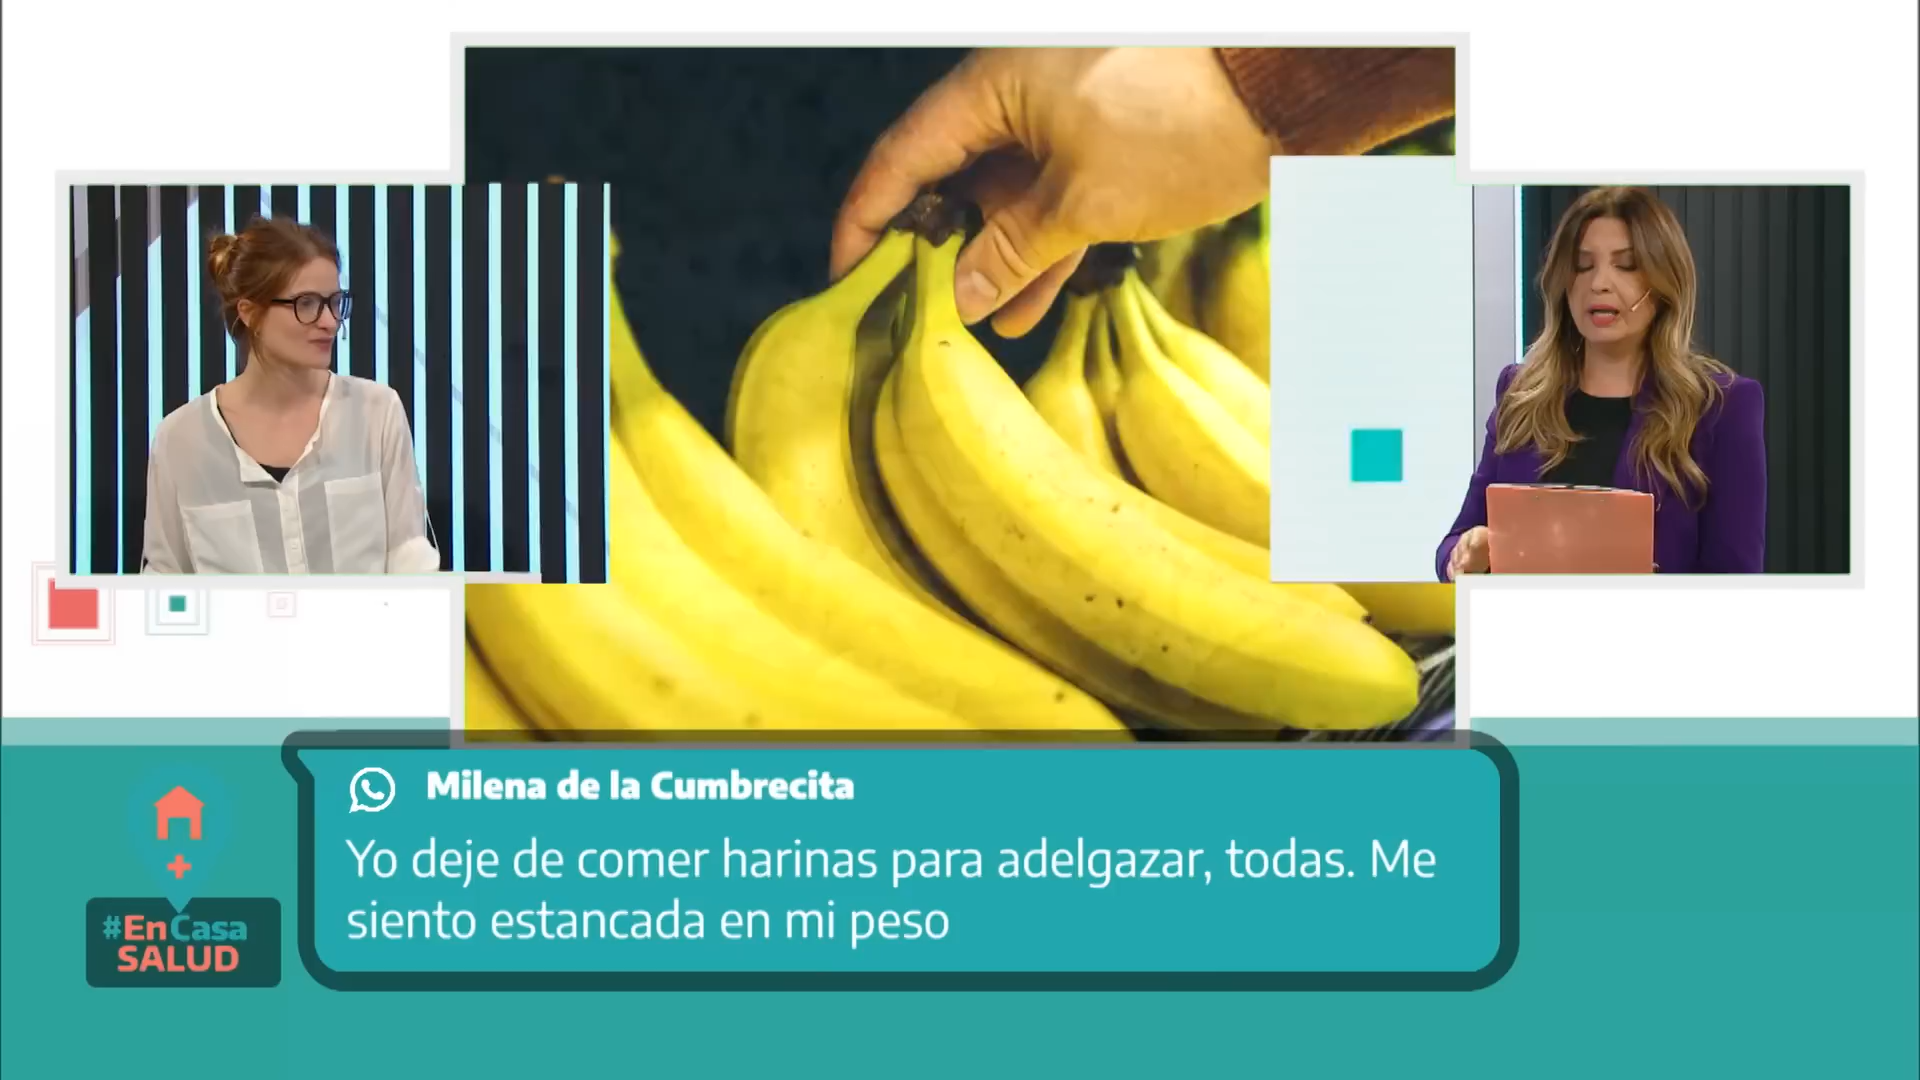 Milena de la Cumbrecita
Yo deje de comer harinas para adelgazar, todas. Me
siento estancada en mi peso
#EnCasa
SALUD